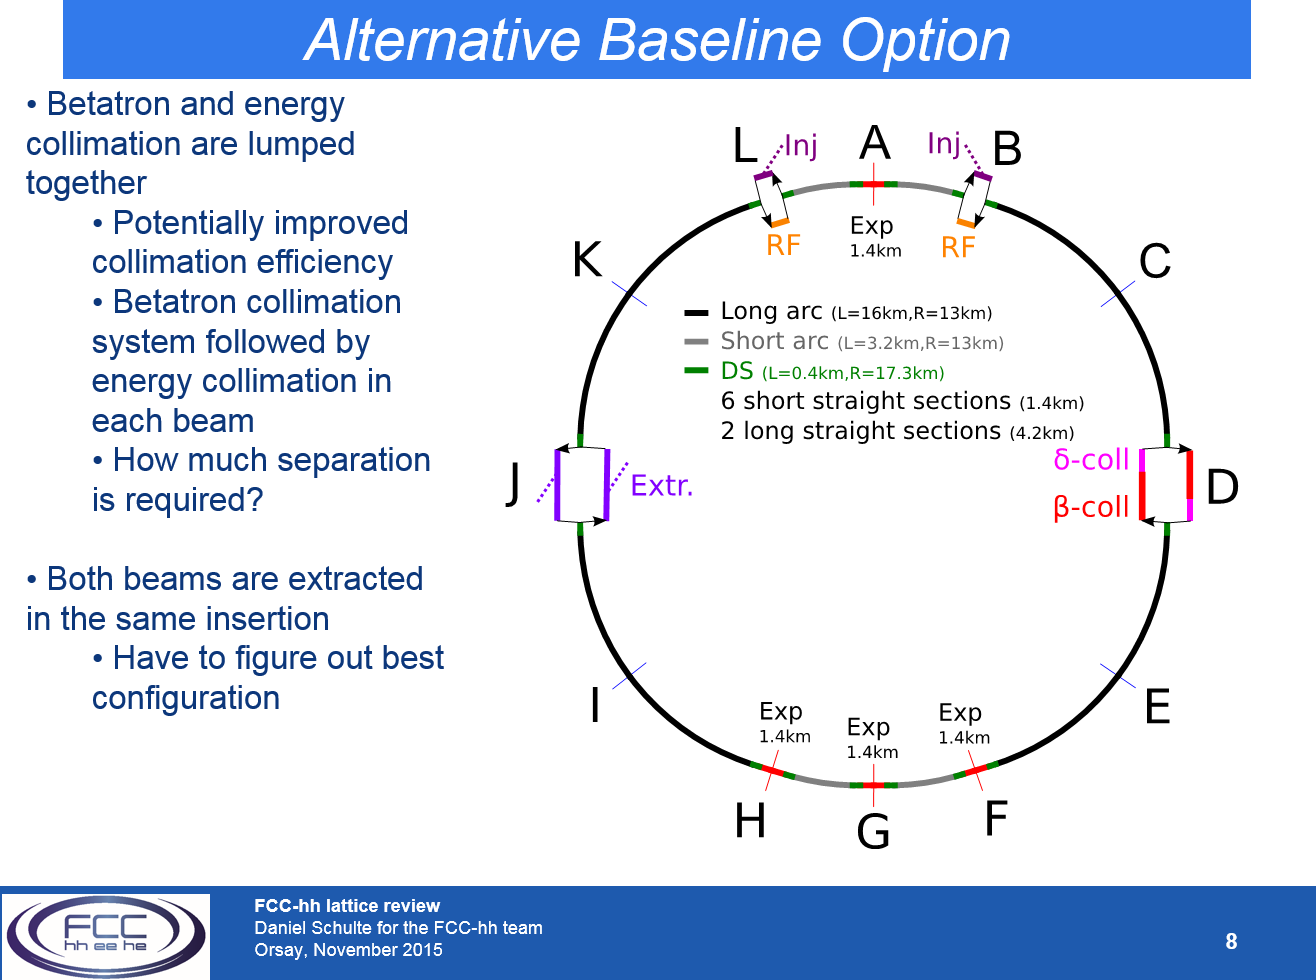 Alternative Baseline Option
• Betatron and energy
collimation are lumped
together
• Potentially improved
collimation efficiency
• Betatron collimation
system followed by
energy collimation in
each beam
• How much separation
is required?
• Both beams are extracted
in the same insertion
• Have to figure out best
configuration
L Inj A Inj B
RF Exp RF
1.4km
K C
Long arc (L=16km,R=13km)
Short arc (L=3.2km,R=13km)
DS (L=0.4km,R=17.3km)
6 short straight sections (1.4km)
2 long straight sections (4.2km)
J Extr. δ-coll D
β-coll
I E
Exp Exp Exp
1.4km 1.4km 1.4km
H G F
FCC
hh ee he
FCC-hh lattice review
Daniel Schulte for the FCC-hh team
Orsay, November 2015
8